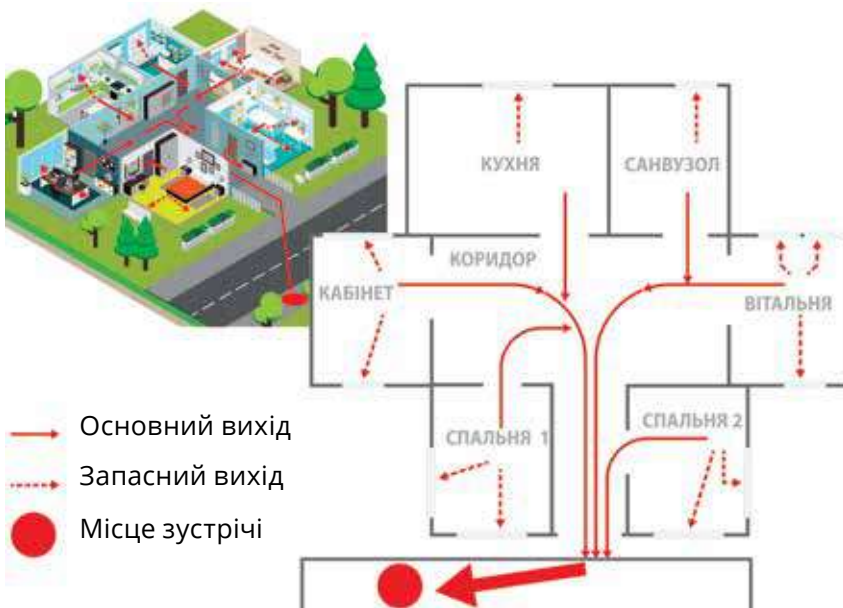 КУХНЯ
САНВУЗОЛ
КОРИДОР
КАБІНЕТ
ВІТАЛЬНЯ
СПАЛЬНЯ 1
СПАЛЬНЯ 2
Основний вихід
Запасний вихід
Місце зустрічі